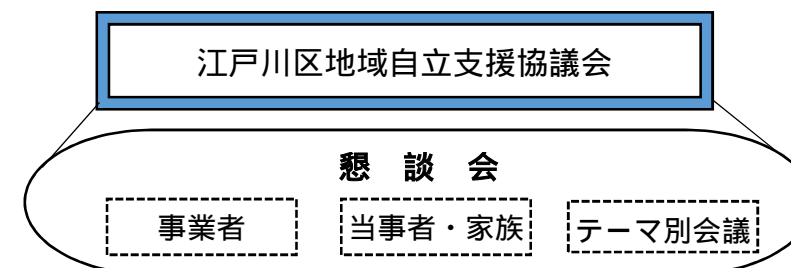 江戸川区地域自立支援協議会
懇 談 会
事業者 当事者・家族 テーマ別会議